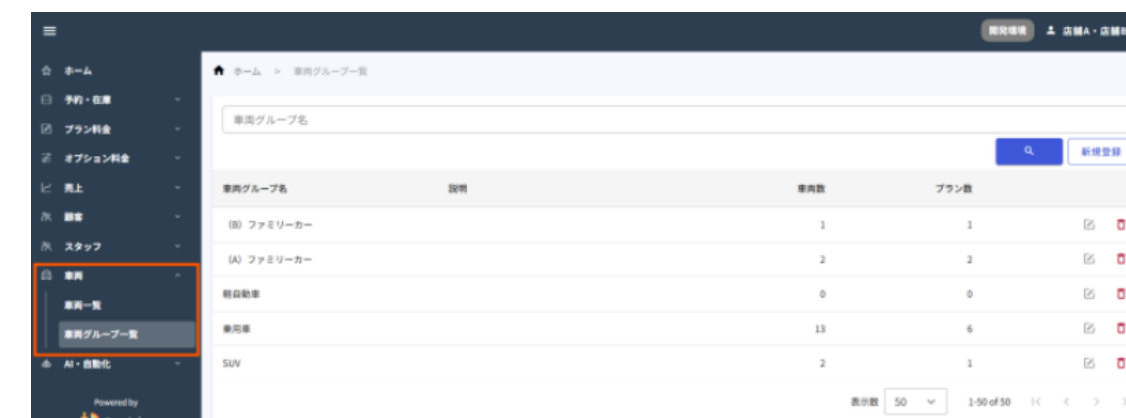 開発環境
店舗A・店舗B
ホーム
予約・在庫
プラン料金
オプション料金
売上
顧客
スタッフ
車両
車両一覧
車両グループ一覧
AI・自動化
Powered by
ホーム > 車両グループ一覧
車両グループ名
新規登録
車両グループ名 説明 車両数 プラン数
(B) ファミリーカー 1 1
(A) ファミリーカー 2 2
軽自動車 0 0
乗用車 13 6
SUV 2 1
表示数 50 1-50 of 50